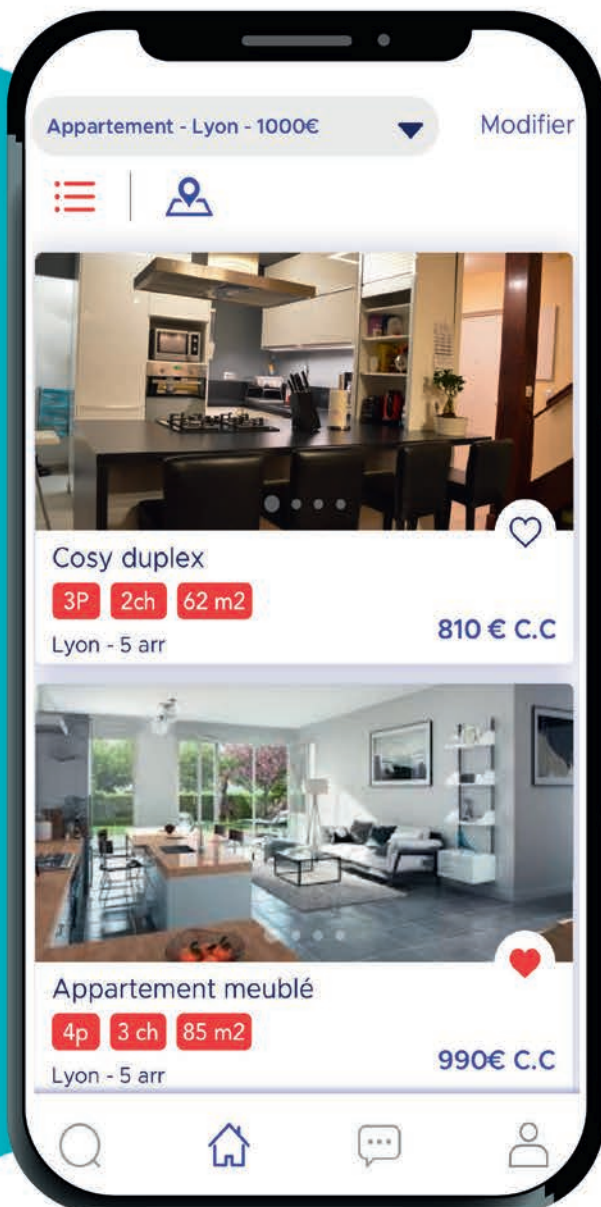 Appartement - Lyon - 1000€
Modifier
Cosy duplex
3P 2ch 62 m2
810 € C.C
Lyon - 5 arr
Appartement meublé
4p 3 ch 85 m2
990€ C.C
Lyon - 5 arr